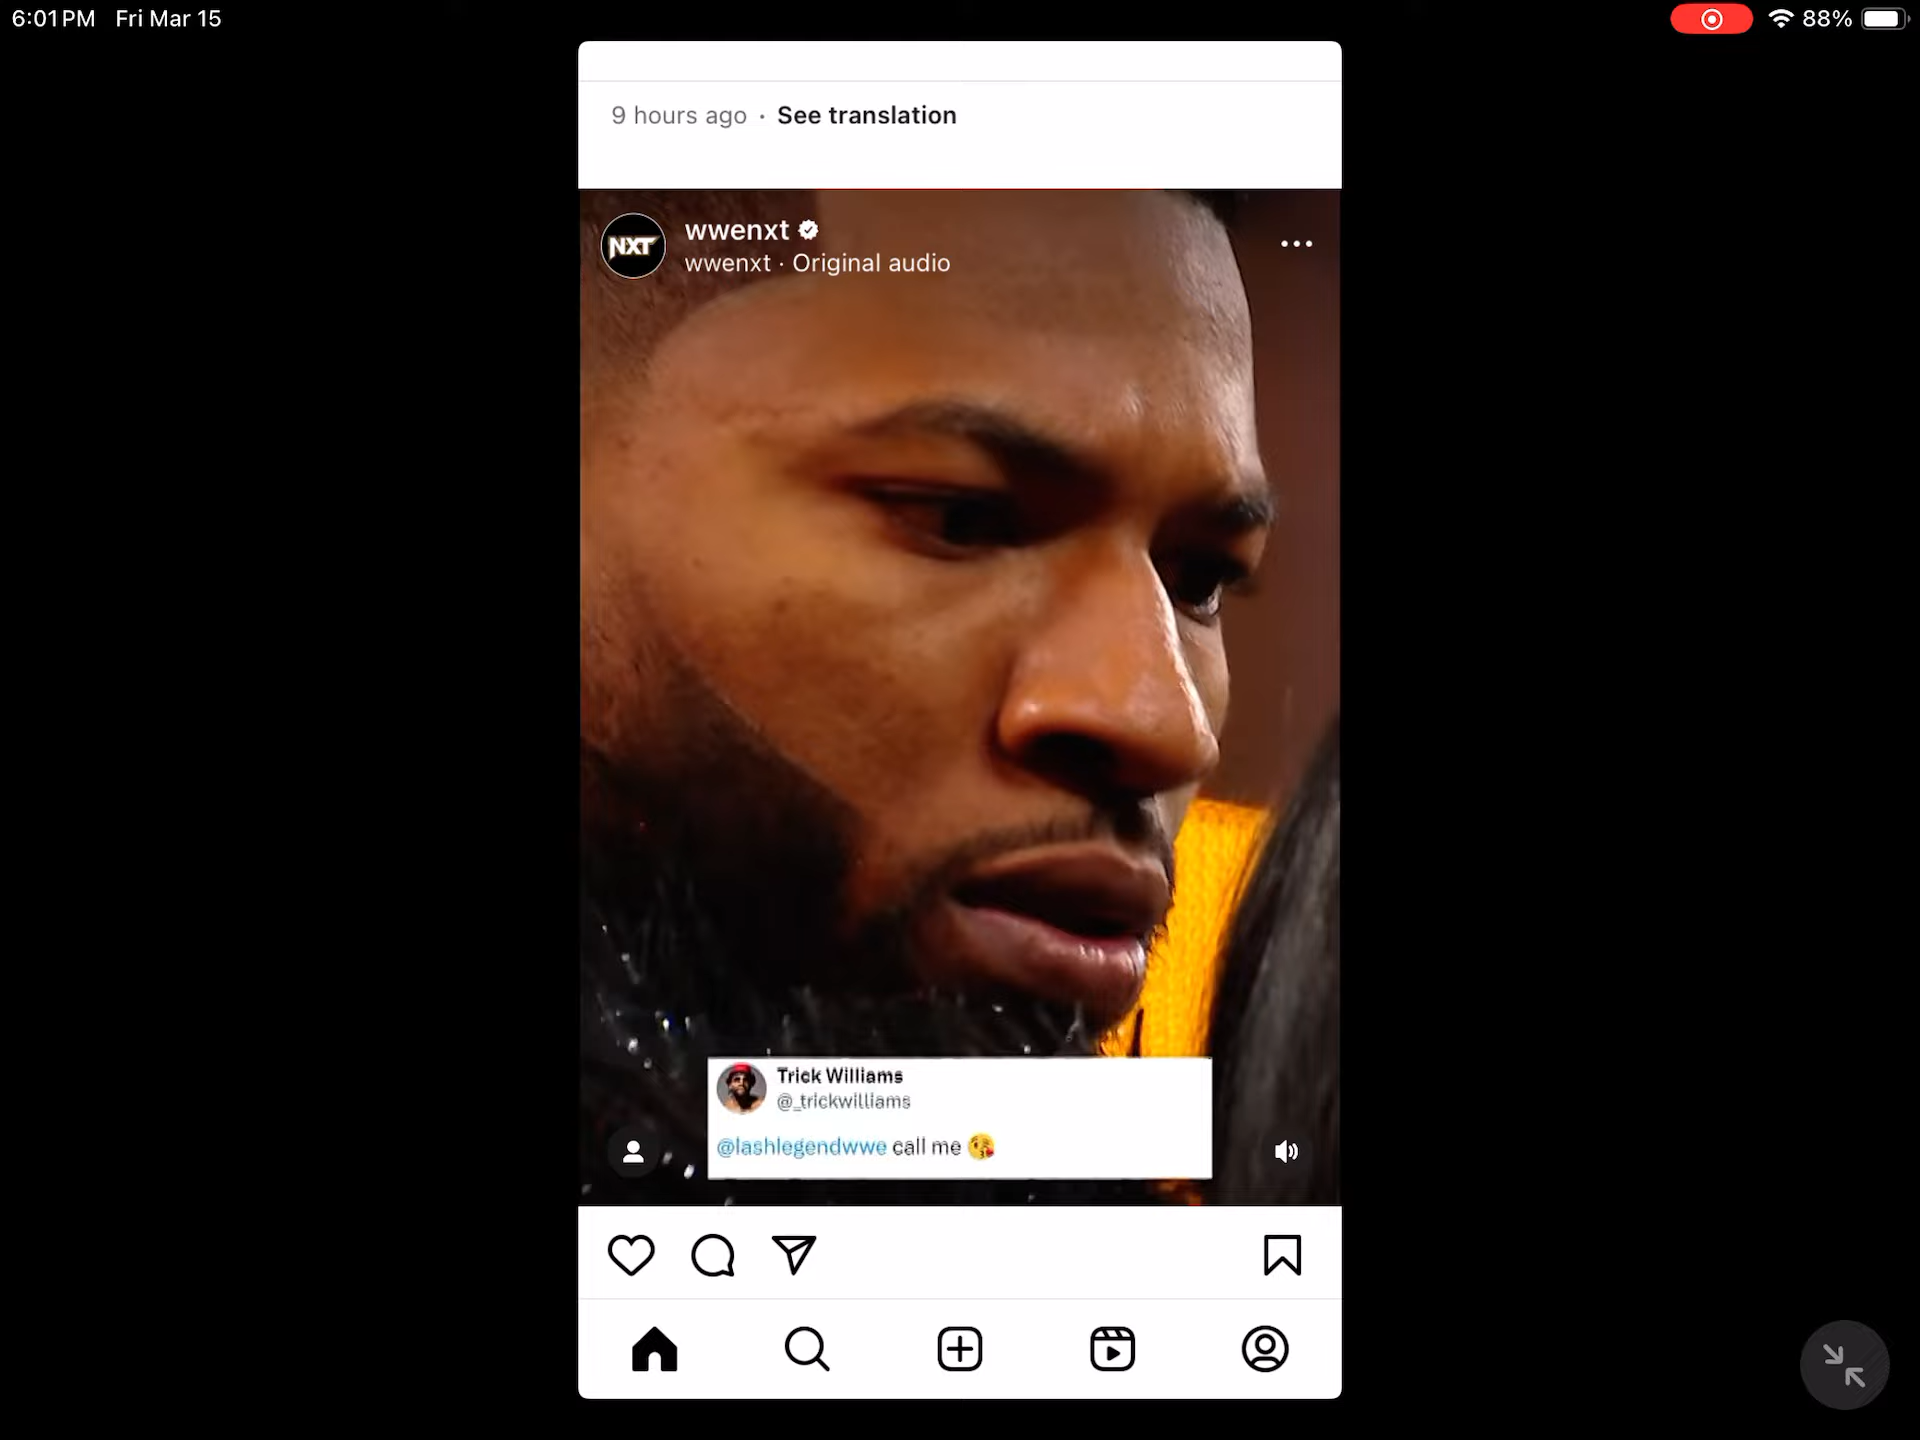 6:01 PM Fri Mar 15
88%
9 hours ago · See translation
NXT
wwenxt
wwenxt · Original audio
Trick Williams
@_trickwilliams
@lashlegendwwe call me 😘